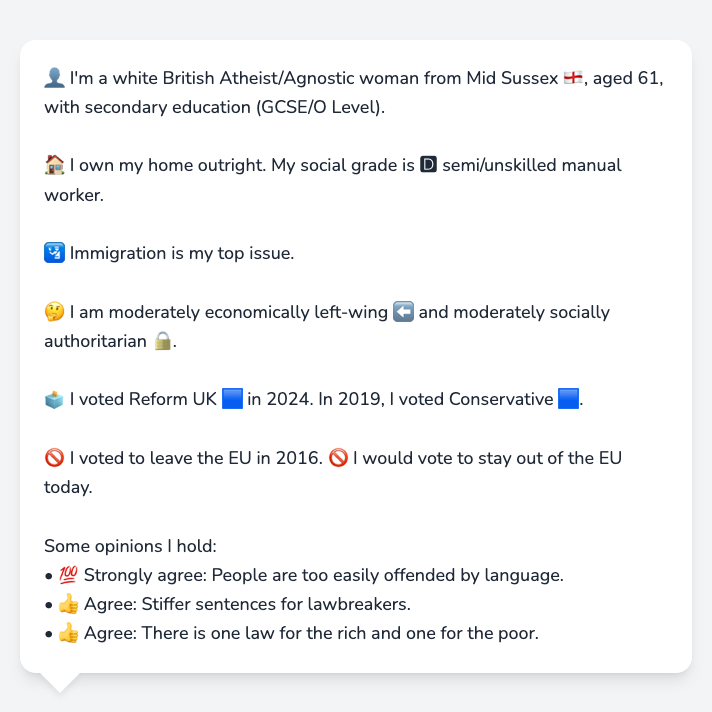 👤 I'm a white British Atheist/Agnostic woman from Mid Sussex 🏴󠁧󠁢󠁥󠁮󠁧󠁿, aged 61,
with secondary education (GCSE/O Level).
🏠 I own my home outright. My social grade is 🅳 semi/unskilled manual
worker.
🛂 Immigration is my top issue.
🤔 I am moderately economically left-wing ⬅️ and moderately socially
authoritarian 🔒.
🗳️ I voted Reform UK 🟦 in 2024. In 2019, I voted Conservative 🟦.
🚫 I voted to leave the EU in 2016. 🚫 I would vote to stay out of the EU
today.
Some opinions I hold:
• 💯 Strongly agree: People are too easily offended by language.
• 👍 Agree: Stiffer sentences for lawbreakers.
• 👍 Agree: There is one law for the rich and one for the poor.